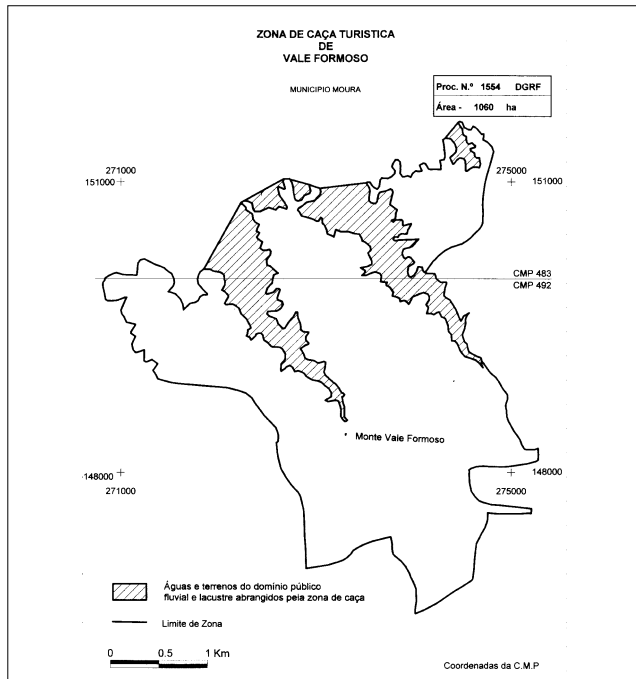 ZONA DE CAÇA TURISTICA
DE
VALE FORMOSO
MUNICIPIO MOURA
Proc. N.º 1554 DGRF
Área - 1060 ha
271000
151000
275000
151000
CMP 483
CMP 492
Monte Vale Formoso
148000
271000
148000
275000
Águas e terrenos do domínio público
fluvial e lacustre abrangidos pela zona de caça
Limite de Zona
0 0.5 1 Km
Coordenadas da C.M.P